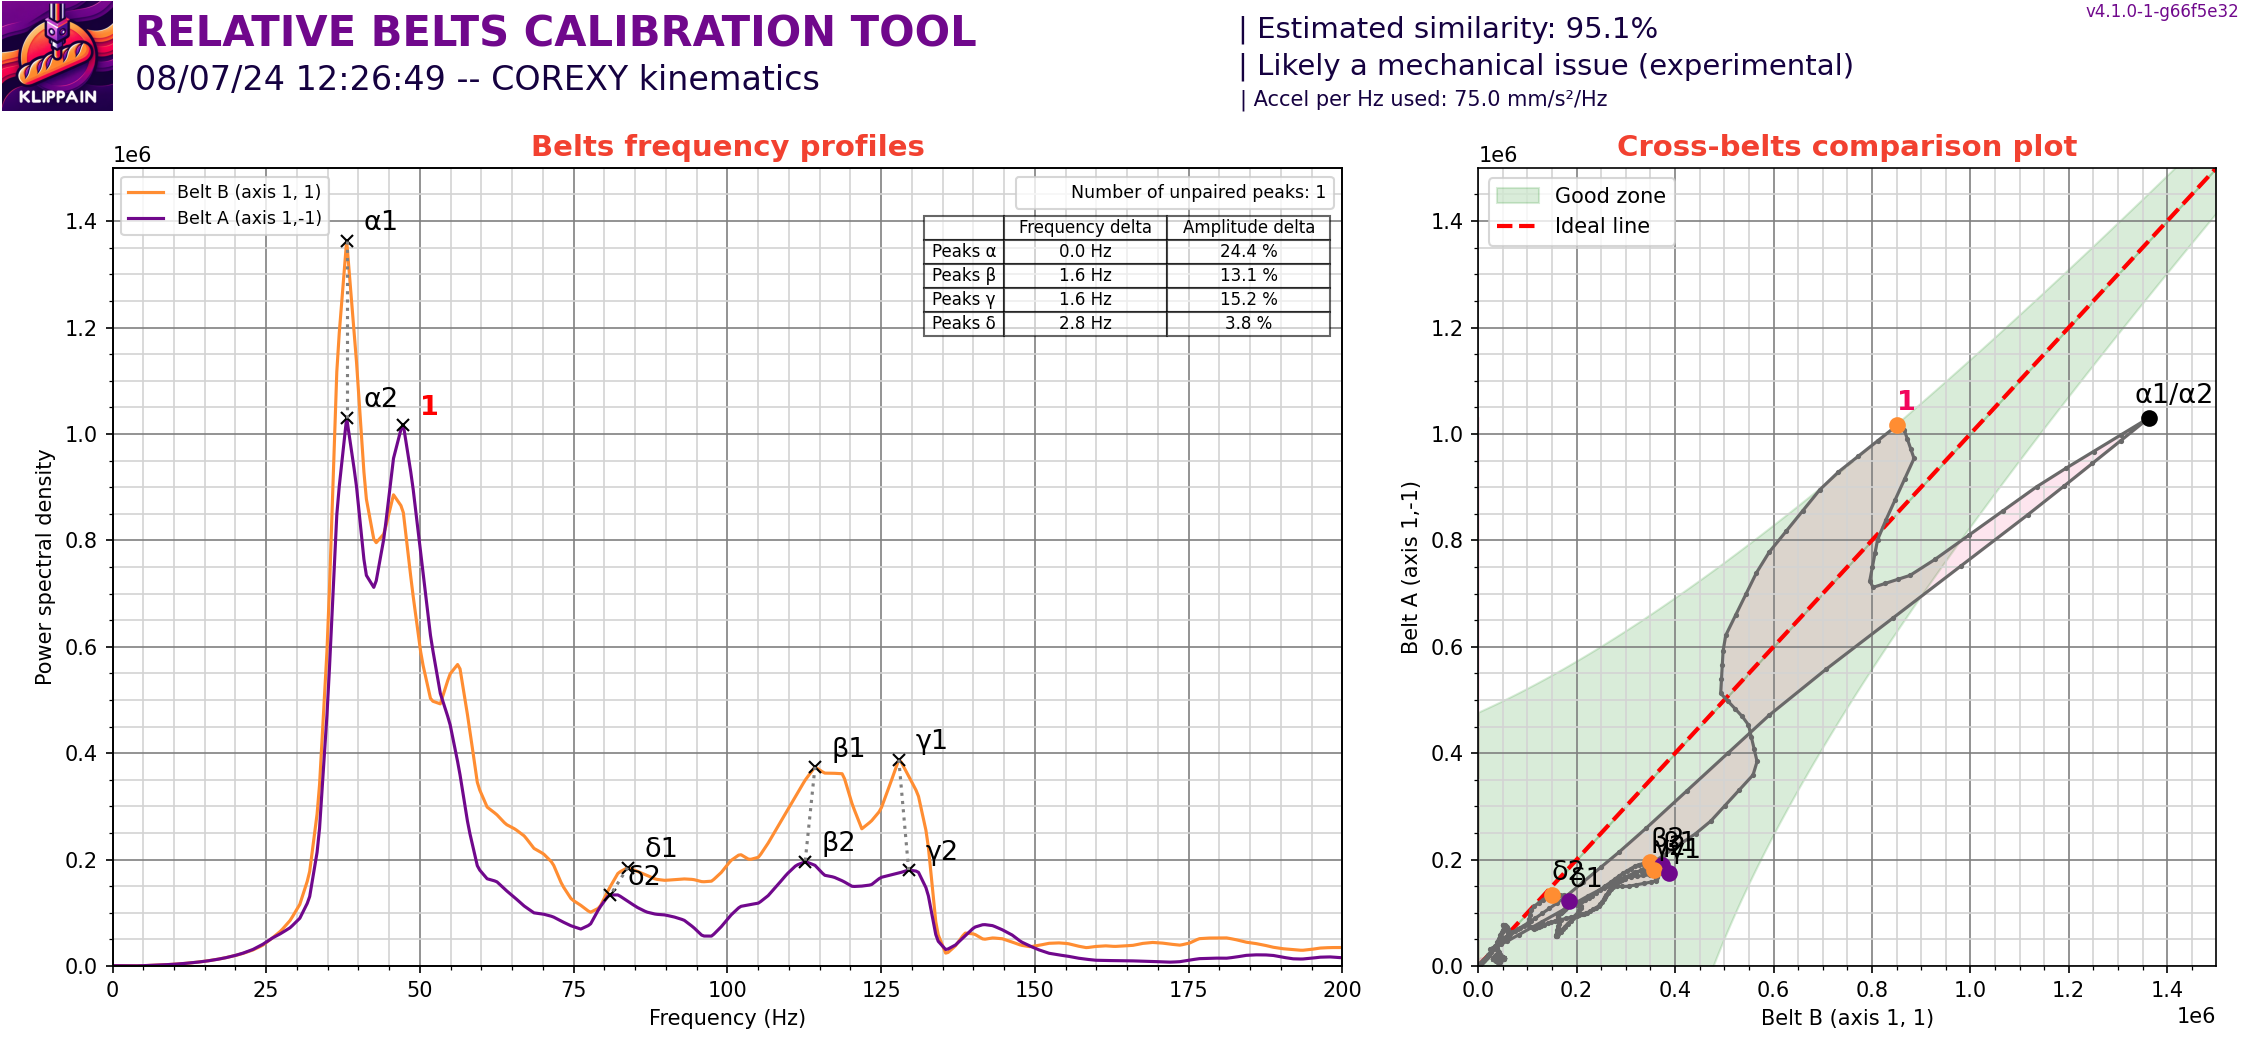 KLIPPAIN
RELATIVE BELTS CALIBRATION TOOL
08/07/24 12:26:49 -- COREXY kinematics
| Estimated similarity: 95.1%
| Likely a mechanical issue (experimental)
| Accel per Hz used: 75.0 mm/s²/Hz
v4.1.0-1-g66f5e32
Belts frequency profiles
1e6
Belt B (axis 1, 1)
Belt A (axis 1,-1)
Number of unpaired peaks: 1
Frequency delta Amplitude delta
Peaks α 0.0 Hz 24.4 %
Peaks β 1.6 Hz 13.1 %
Peaks γ 1.6 Hz 15.2 %
Peaks δ 2.8 Hz 3.8 %
α1
α2
1
β1
γ1
β2
γ2
δ1
δ2
1.4
1.2
1.0
0.8
0.6
0.4
0.2
0.0
Power spectral density
0 25 50 75 100 125 150 175 200
Frequency (Hz)
Cross-belts comparison plot
1e6
Good zone
Ideal line
1
α1/α2
β2
β1
γ2
γ1
δ2
δ1
1.4
1.2
1.0
0.8
0.6
0.4
0.2
0.0
Belt A (axis 1,-1)
0.0 0.2 0.4 0.6 0.8 1.0 1.2 1.4
Belt B (axis 1, 1)
1e6